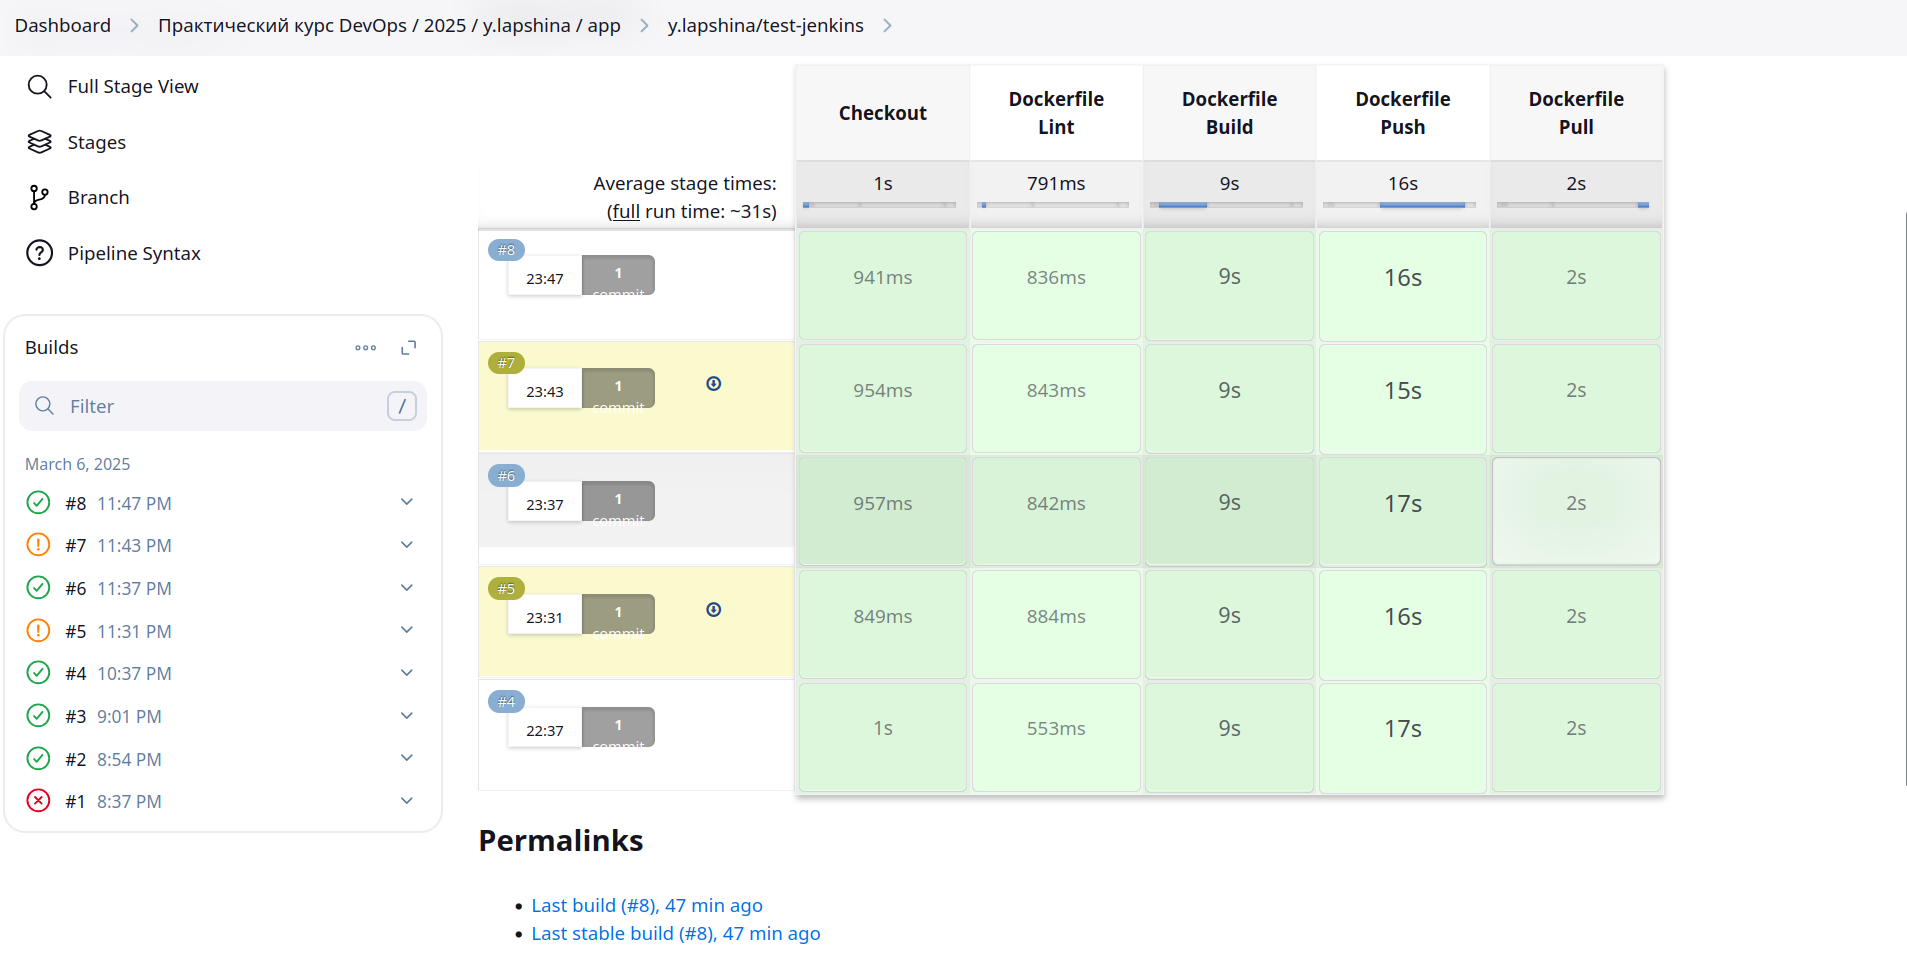 Dashboard
Практический курс DevOps / 2025 / y.lapshina / app
y.lapshina/test-jenkins
Full Stage View
Stages
Branch
Pipeline Syntax
Builds
Filter
/
March 6, 2025
#8 11:47 PM
#7 11:43 PM
#6 11:37 PM
#5 11:31 PM
#4 10:37 PM
#3 9:01 PM
#2 8:54 PM
#1 8:37 PM
Checkout
Dockerfile
Lint
Dockerfile
Build
Dockerfile
Push
Dockerfile
Pull
Average stage times:
(full run time: ~31s)
1s
791ms
9s
16s
2s
#8
23:47
1
commit
941ms
836ms
9s
16s
2s
#7
23:43
1
commit
954ms
843ms
9s
15s
2s
#6
23:37
1
commit
957ms
842ms
9s
17s
2s
#5
23:31
1
commit
849ms
884ms
9s
16s
2s
#4
22:37
1
commit
1s
553ms
9s
17s
2s
Permalinks
Last build (#8), 47 min ago
Last stable build (#8), 47 min ago